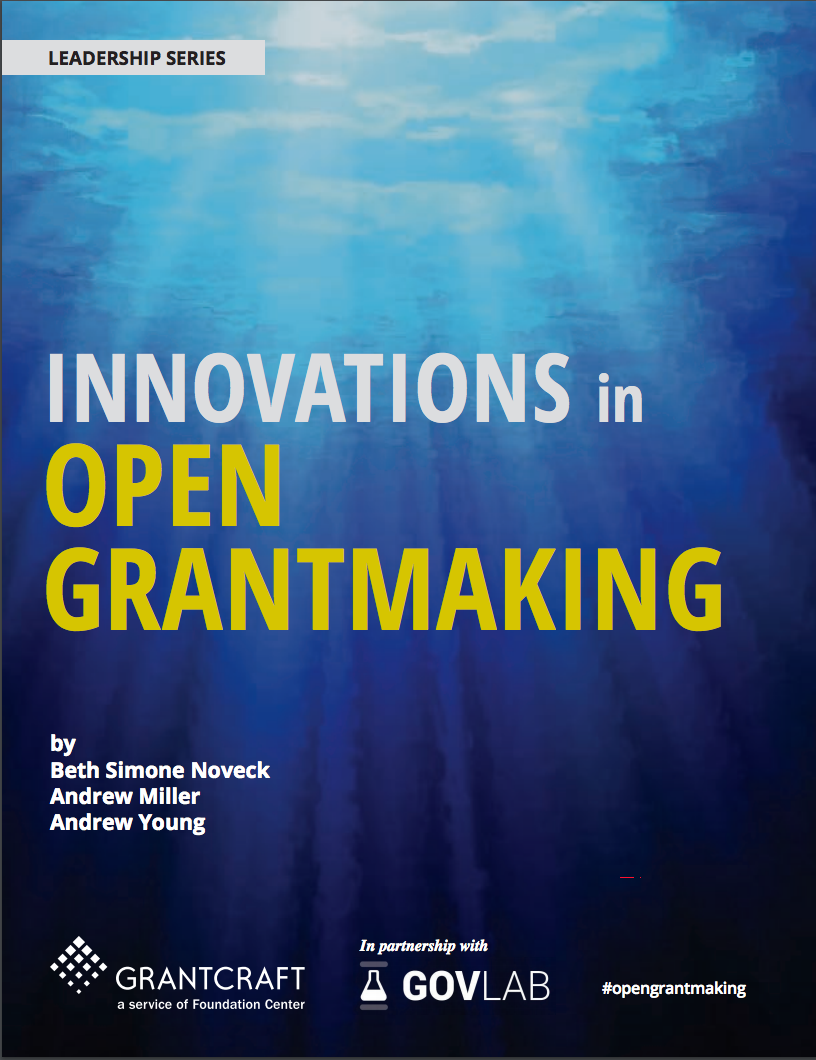 LEADERSHIP SERIES
INNOVATIONS in
OPEN
GRANTMAKING
by
Beth Simone Noveck
Andrew Miller
Andrew Young
GRANTCRAFT
a service of Foundation Center
In partnership with
GOVLAB
#opengrantmaking